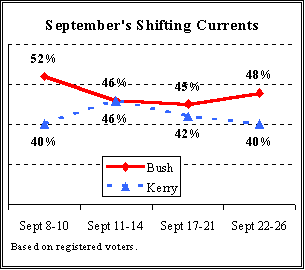 September's Shifting Currents
52%
46%
45%
48%
40%
46%
42%
40%
Bush
Kerry
Sept 8-10 Sept 11-14 Sept 17-21 Sept 22-26
Based on registered voters.